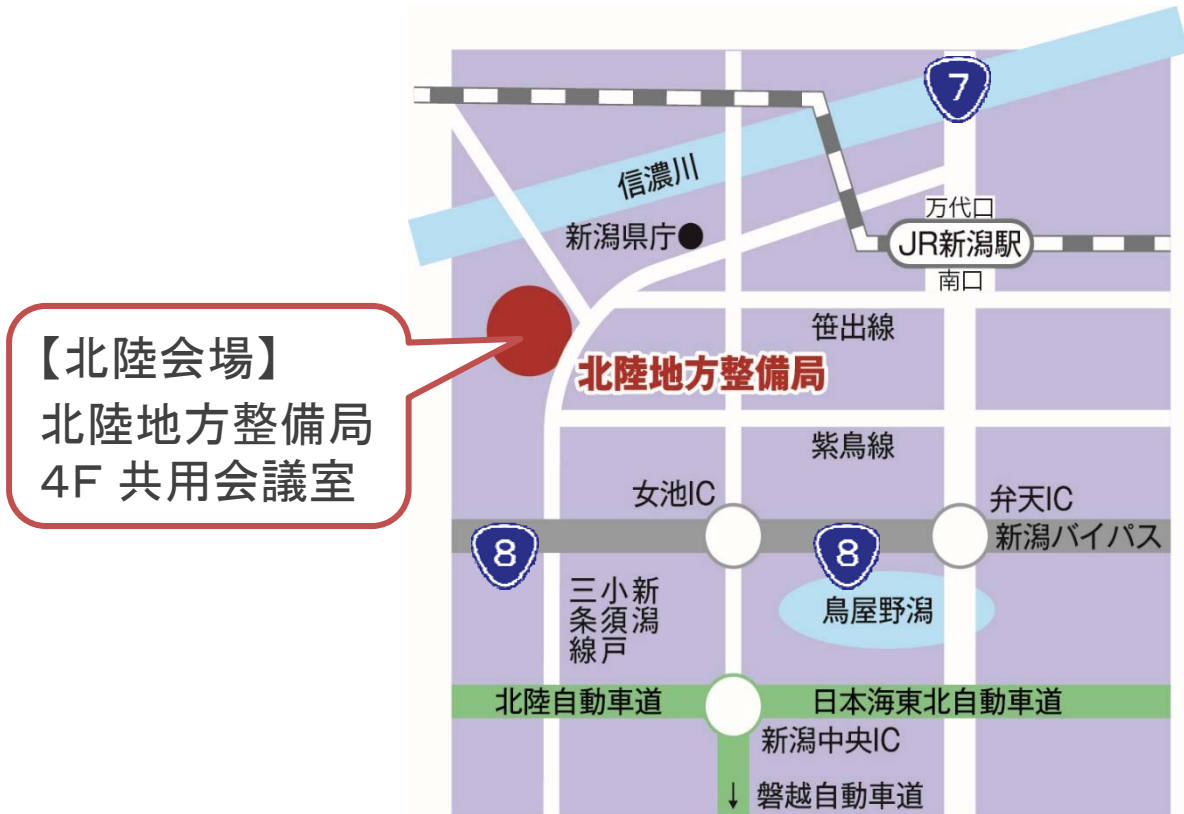 7
信濃川
万代口
新潟県庁
JR新潟駅
南口
笹出線
【北陸会場】
北陸地方整備局
4F 共用会議室
北陸地方整備局
紫鳥線
女池IC
弁天IC
8
8
新潟バイパス
新潟
小須戸
三条線
鳥屋野潟
北陸自動車道
日本海東北自動車道
新潟中央IC
↓ 磐越自動車道